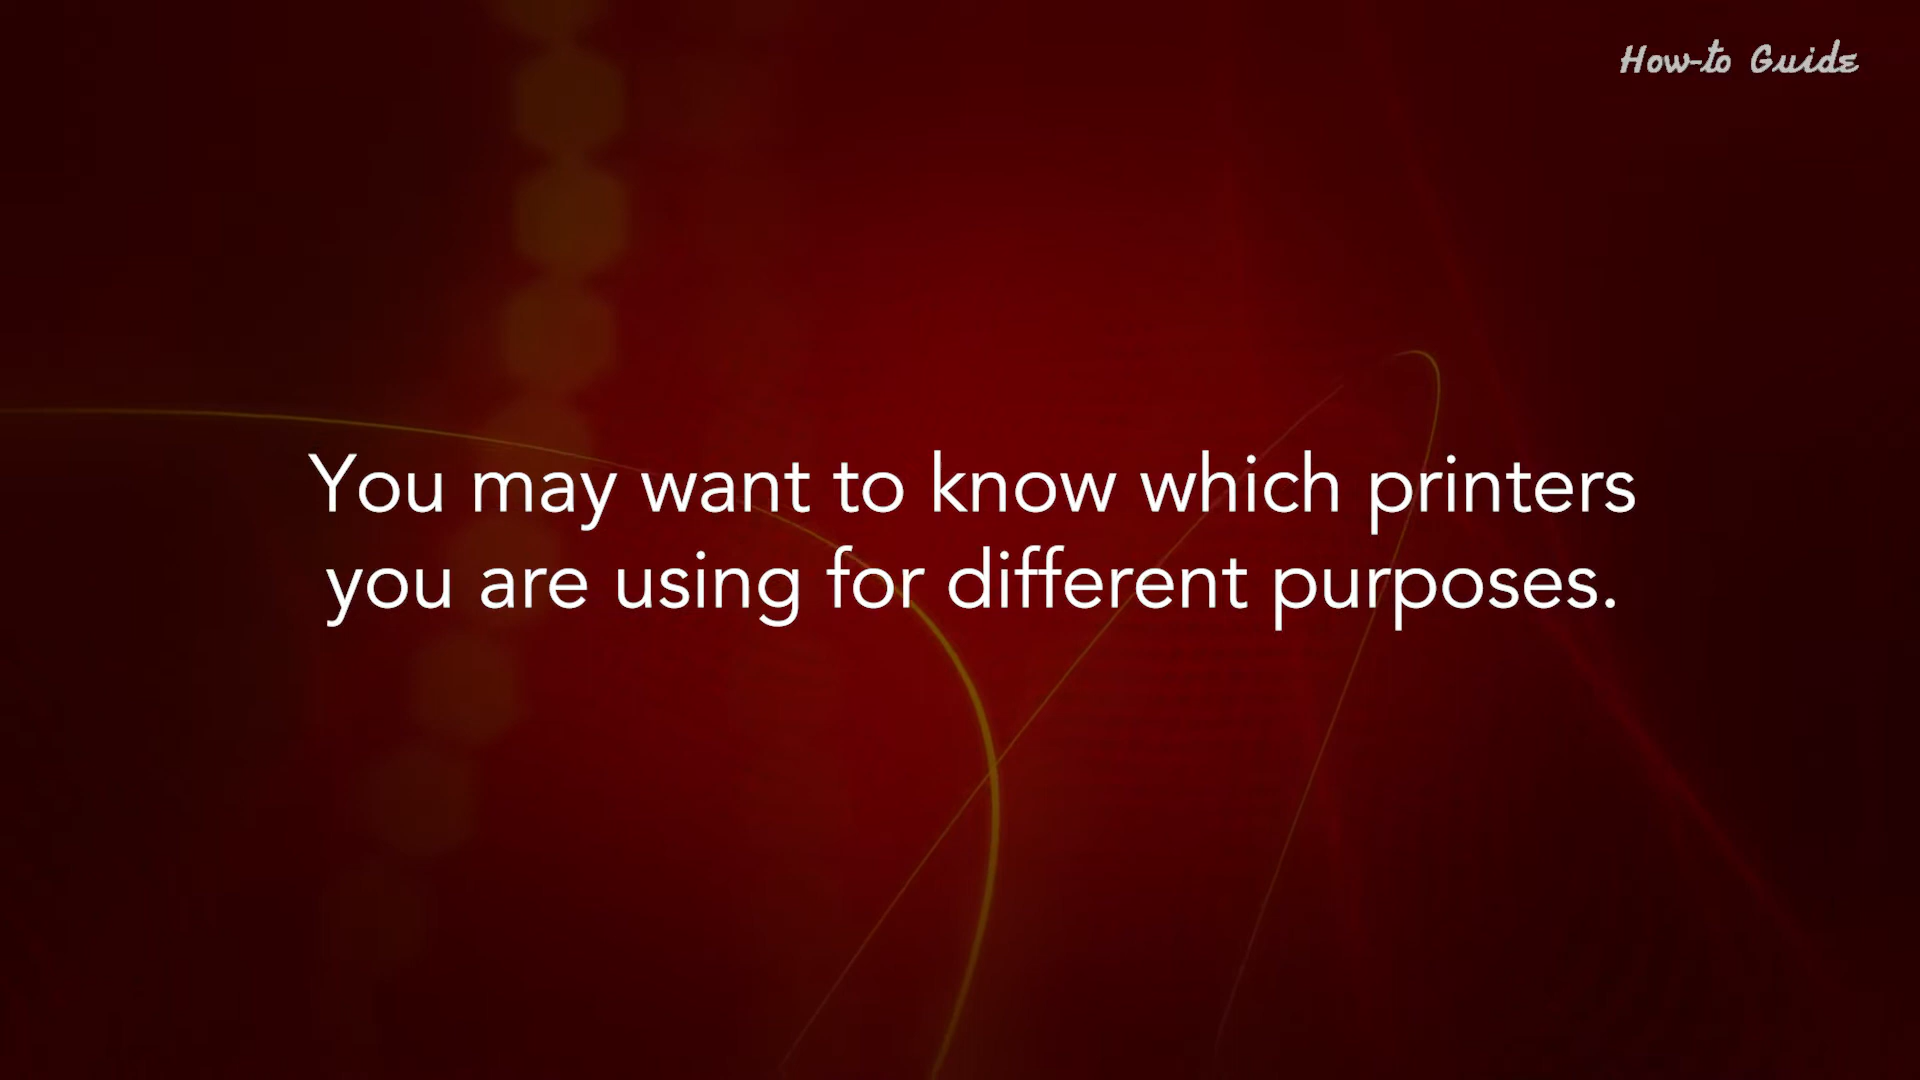 How-to Guide
You may want to know which printers
you are using for different purposes.